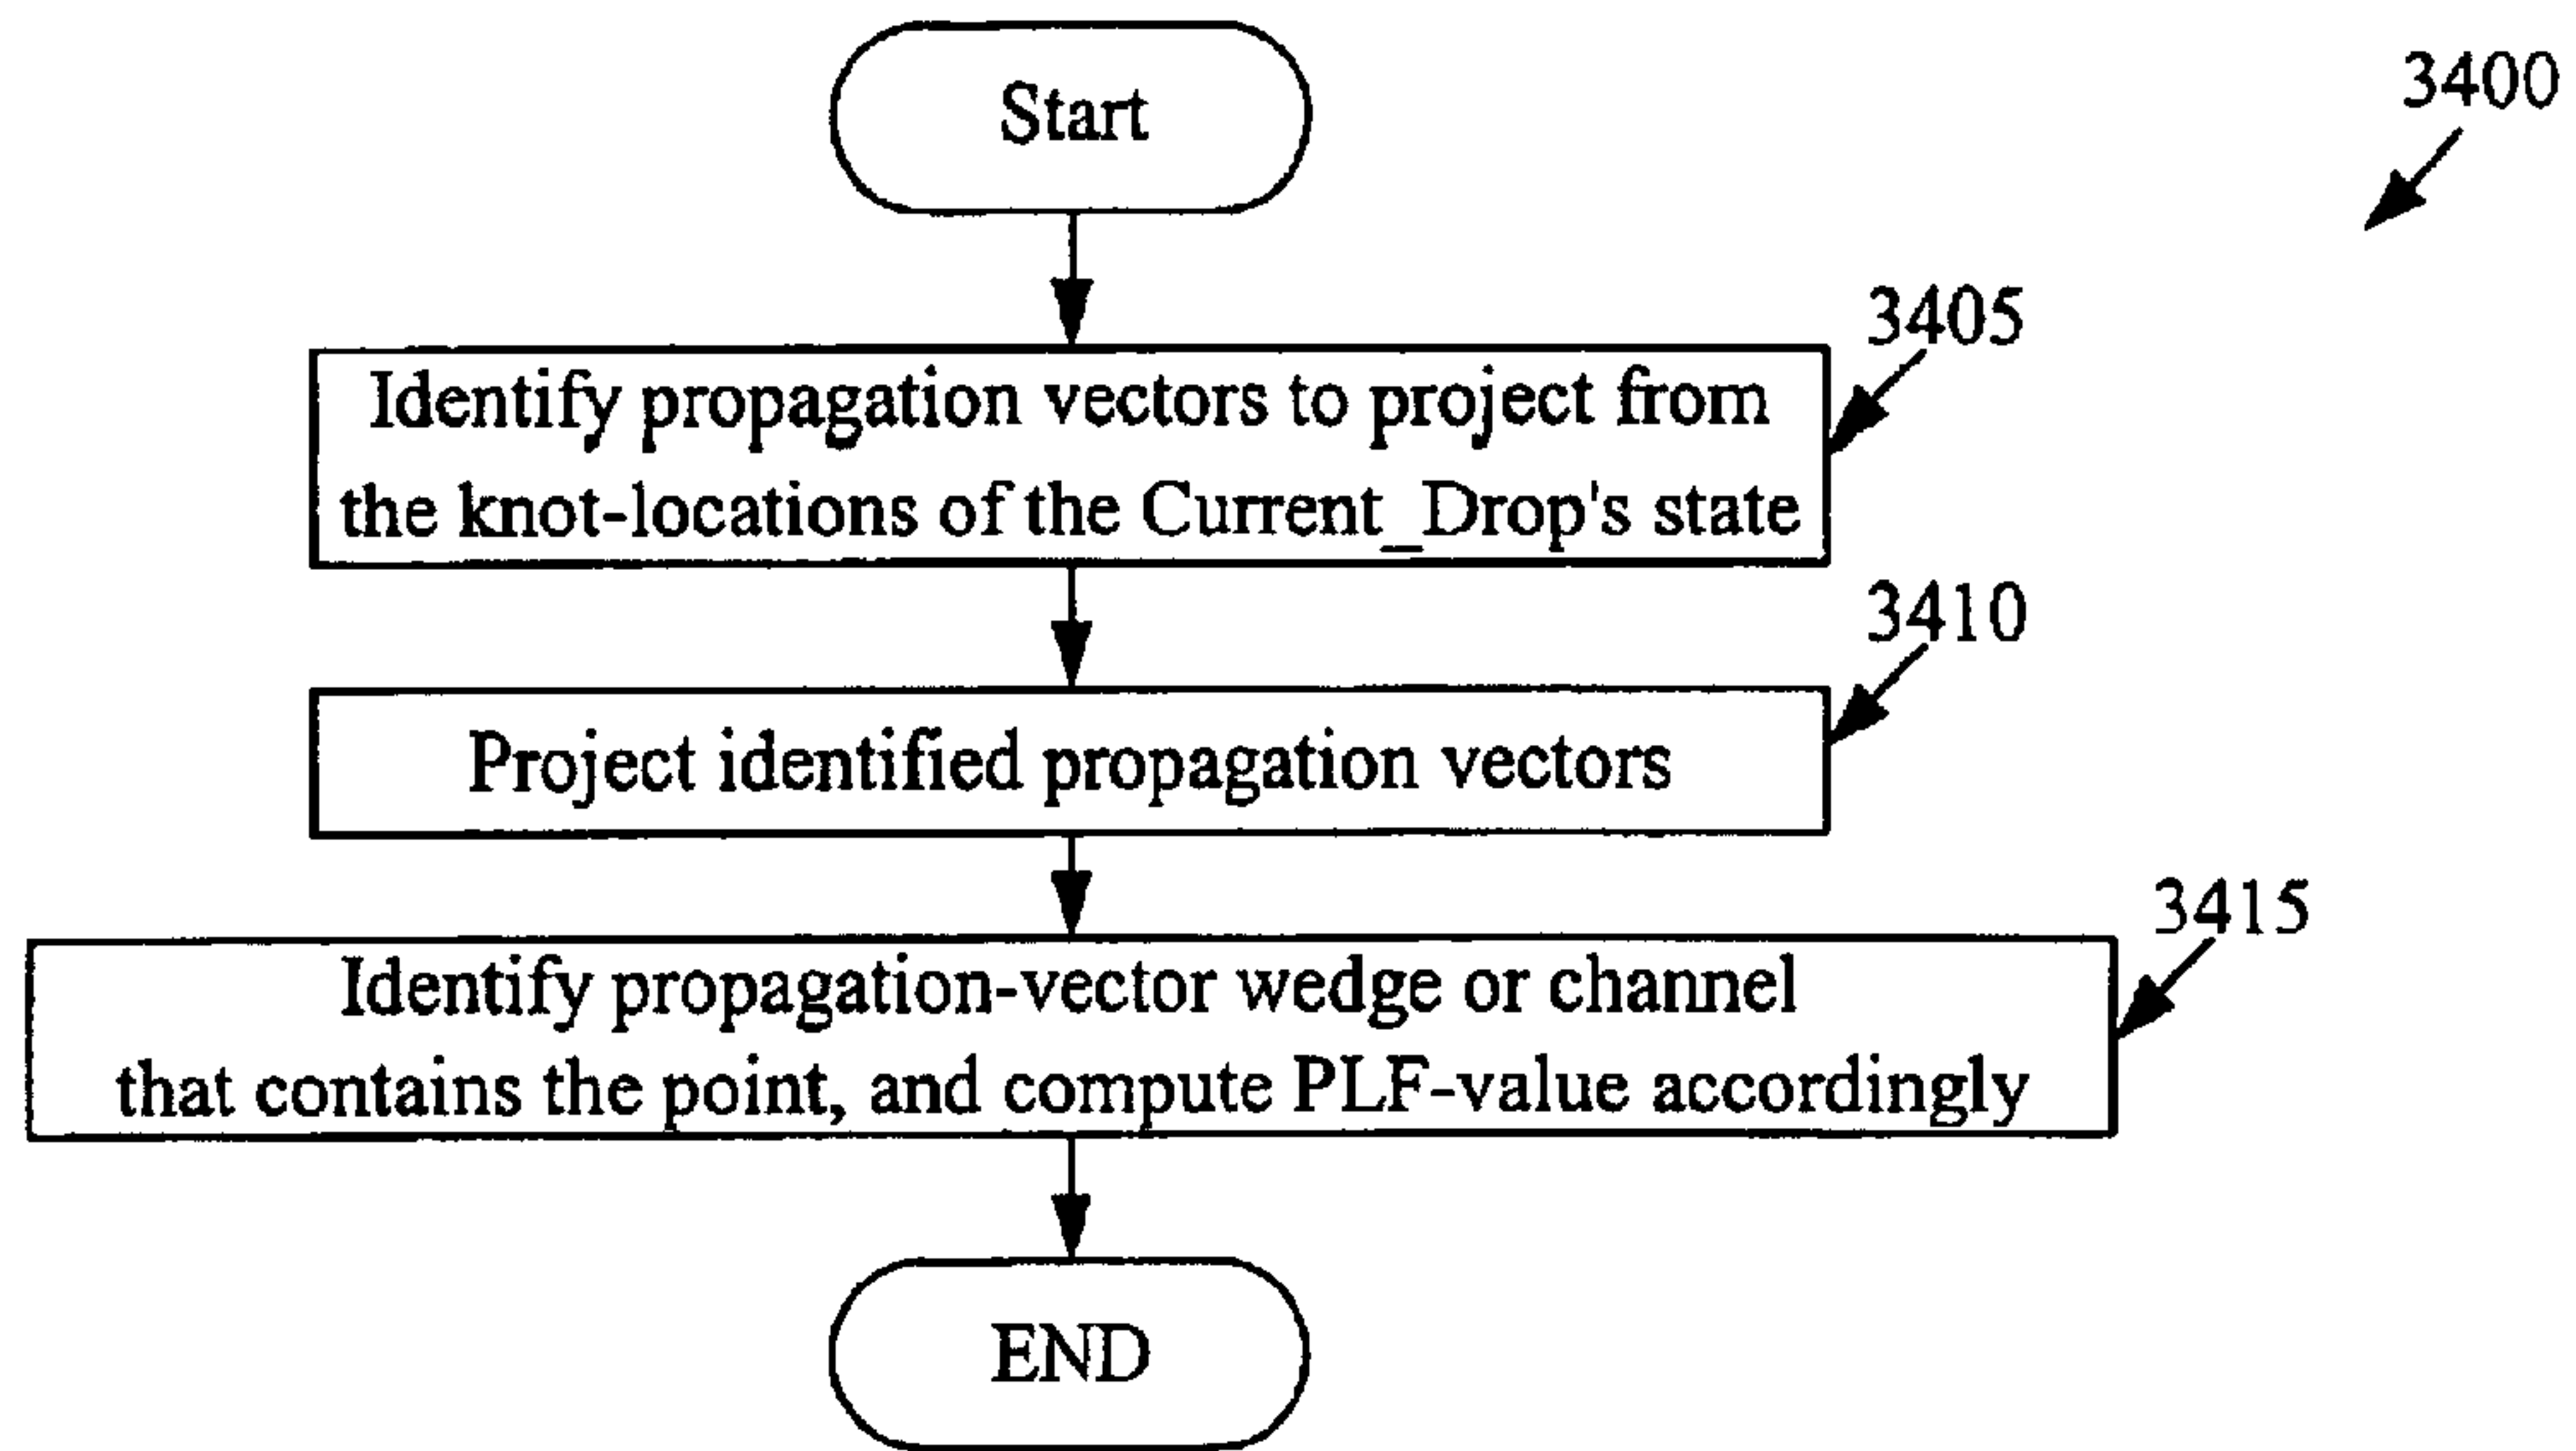 Start
3400
3405
Identify propagation vectors to project from
the knot-locations of the Current_Drop's state
3410
Project identified propagation vectors
3415
Identify propagation-vector wedge or channel
that contains the point, and compute PLF-value accordingly
END